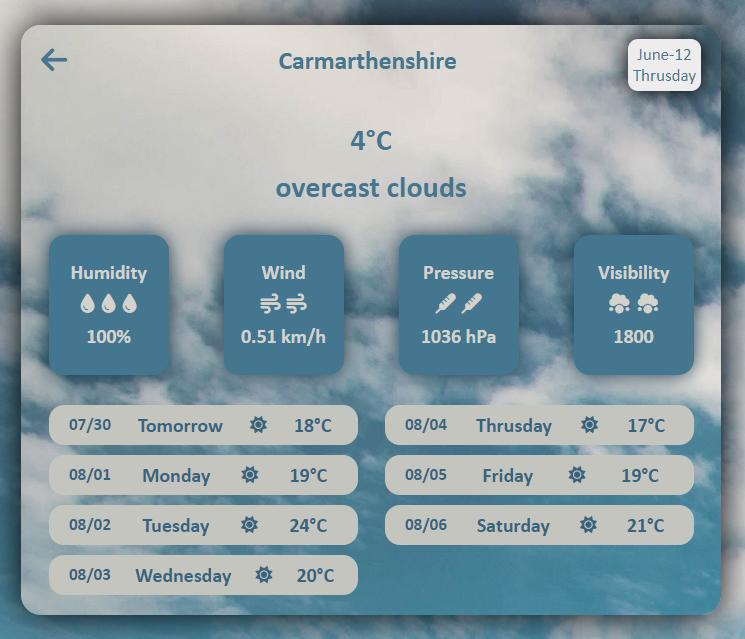 Carmarthenshire
June-12
Thrusday
4°C
overcast clouds
Humidity
100%
Wind
0.51 km/h
Pressure
1036 hPa
Visibility
1800
07/30 Tomorrow 18°C
08/01 Monday 19°C
08/02 Tuesday 24°C
08/03 Wednesday 20°C
08/04 Thrusday 17°C
08/05 Friday 19°C
08/06 Saturday 21°C